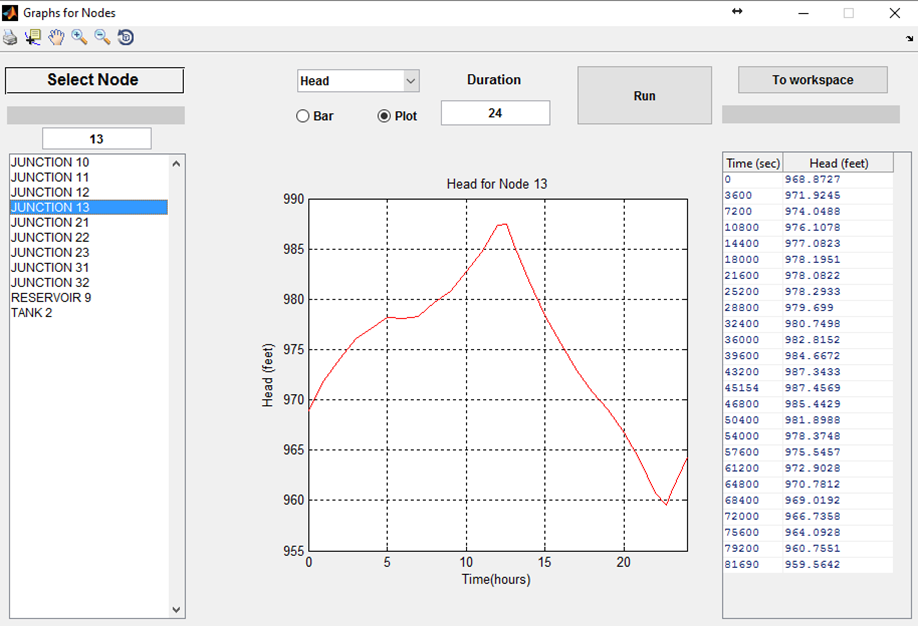 Graphs for Nodes
Select Node
13
JUNCTION 10
JUNCTION 11
JUNCTION 12
JUNCTION 13
JUNCTION 21
JUNCTION 22
JUNCTION 23
JUNCTION 31
JUNCTION 32
RESERVOIR 9
TANK 2
Head
Duration
Bar
Plot
24
Run
To workspace
Head for Node 13
990
985
980
975
970
965
960
955
Head (feet)
0 5 10 15 20
Time(hours)
Time (sec) Head (feet)
0 968.8727
3600 971.9245
7200 974.0488
10800 976.1078
14400 977.0823
18000 978.1951
21600 978.0822
25200 978.2933
28800 979.699
32400 980.7498
36000 982.8152
39600 984.6672
43200 987.3433
45154 987.4569
46800 985.4429
50400 981.8988
54000 978.3748
57600 975.5457
61200 972.9028
64800 970.7812
68400 969.0192
72000 966.7358
75600 964.0928
79200 960.7551
81690 959.5642